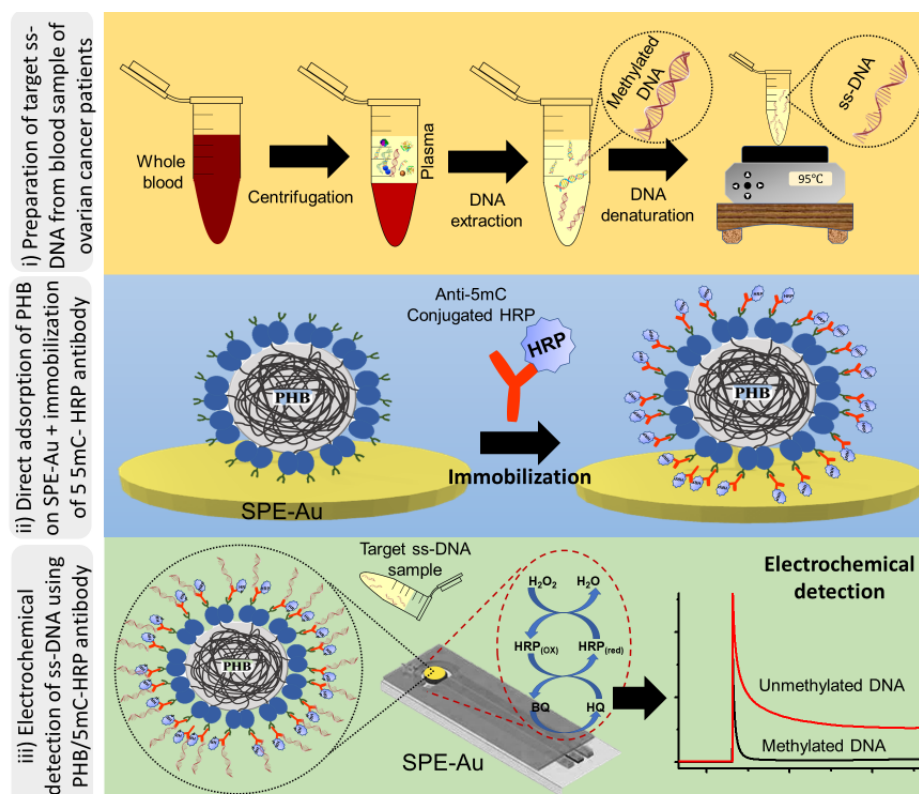 i) Preparation of target ss-
DNA from blood sample of
ovarian cancer patients
Whole
blood
Centrifugation
Plasma
DNA
extraction
Methylated
DNA
DNA
denaturation
ss-DNA
95°C
ii) Direct adsorption of PHB
on SPE-Au + immobilization
of 5 5mC- HRP antibody
PHB
SPE-Au
Anti-5mC
Conjugated HRP
HRP
Immobilization
PHB
iii) Electrochemical
detection of ss-DNA using
PHB/5mC-HRP antibody
PHB
Target ss-DNA
sample
SPE-Au
H2O2 H2O
HRP(OX) HRP(red)
BQ HQ
Electrochemical
detection
Unmethylated DNA
Methylated DNA